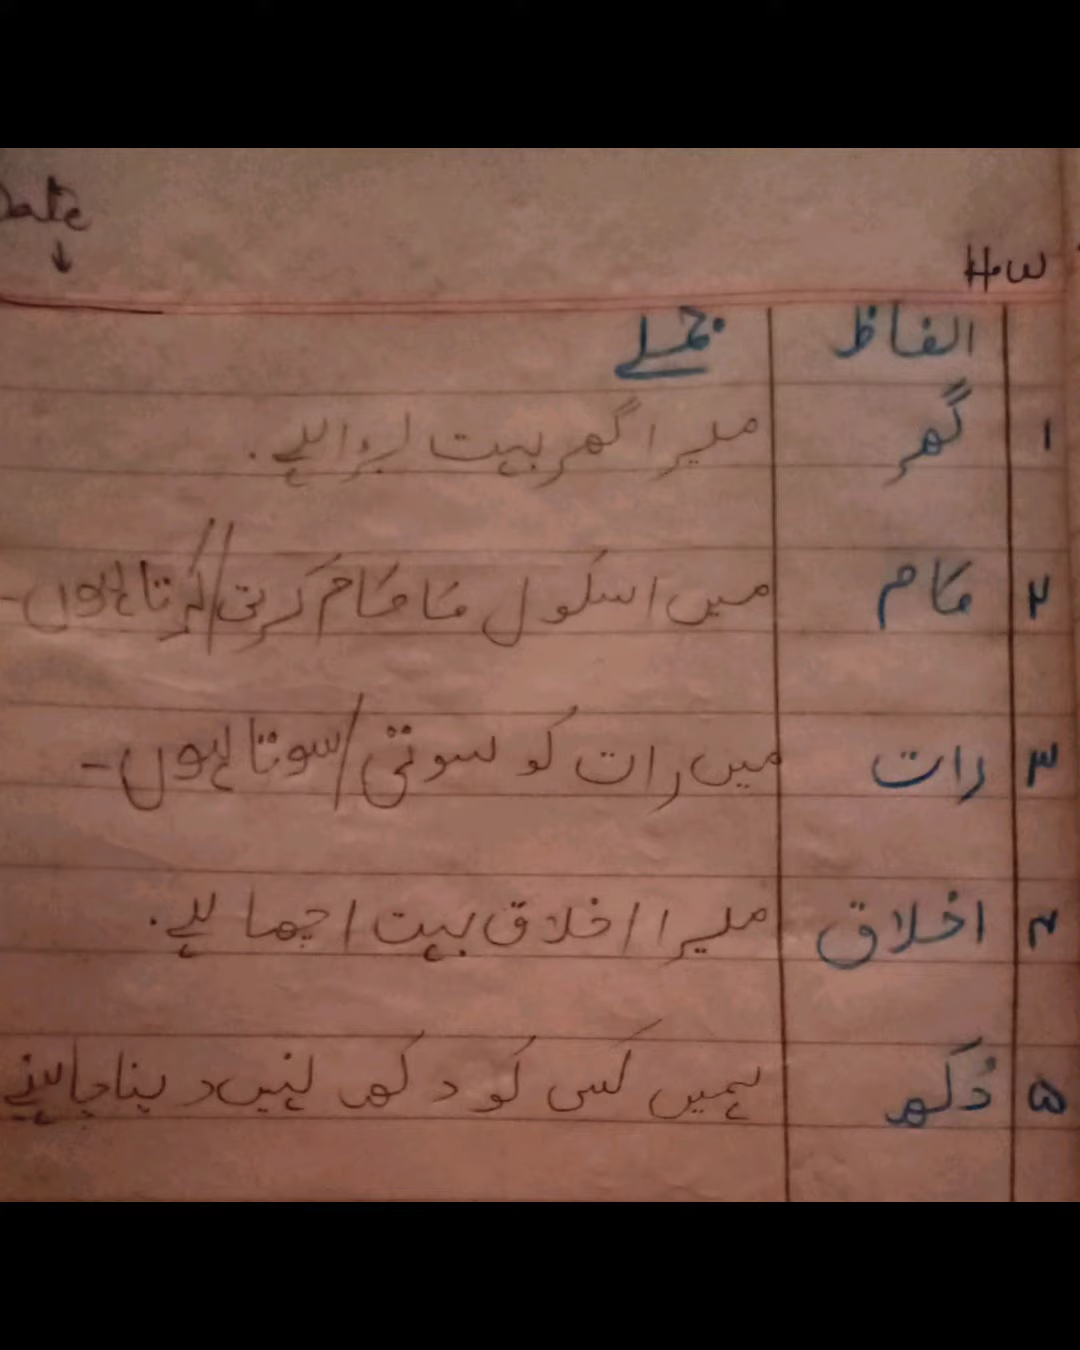 Date
↓
H.w
الفاظ جملے
۱ گھر میرا گھر بہت بڑا ہے۔
۲ کام میں اسکول کا کام کرتی/کرتا ہوں۔
۳ رات میں رات کو سوتی/سوتا ہوں۔
۴ اخلاق میرا اخلاق بہت اچھا ہے۔
۵ دُکھ ہمیں کسی کو دکھ نہیں دینا چاہئے